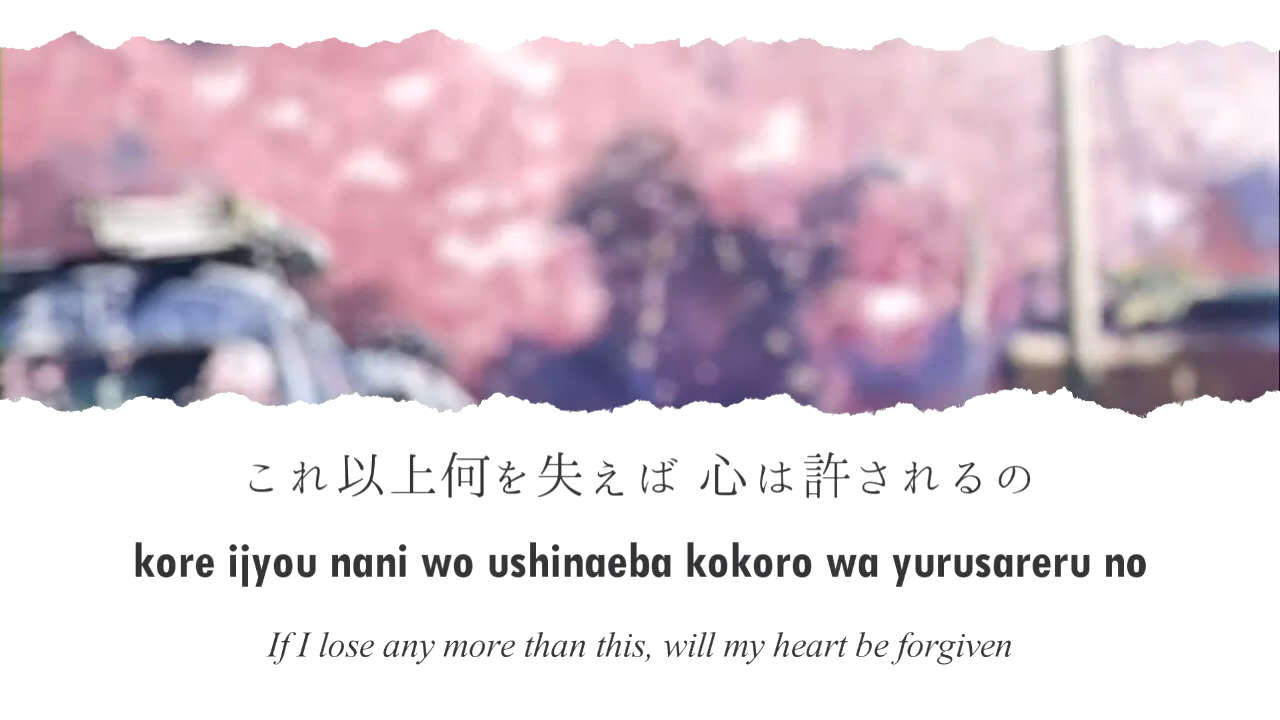 これ以上何を失えば 心は許されるの
kore ijyou nani wo ushinaeba kokoro wa yurusareru no
If I lose any more than this, will my heart be forgiven